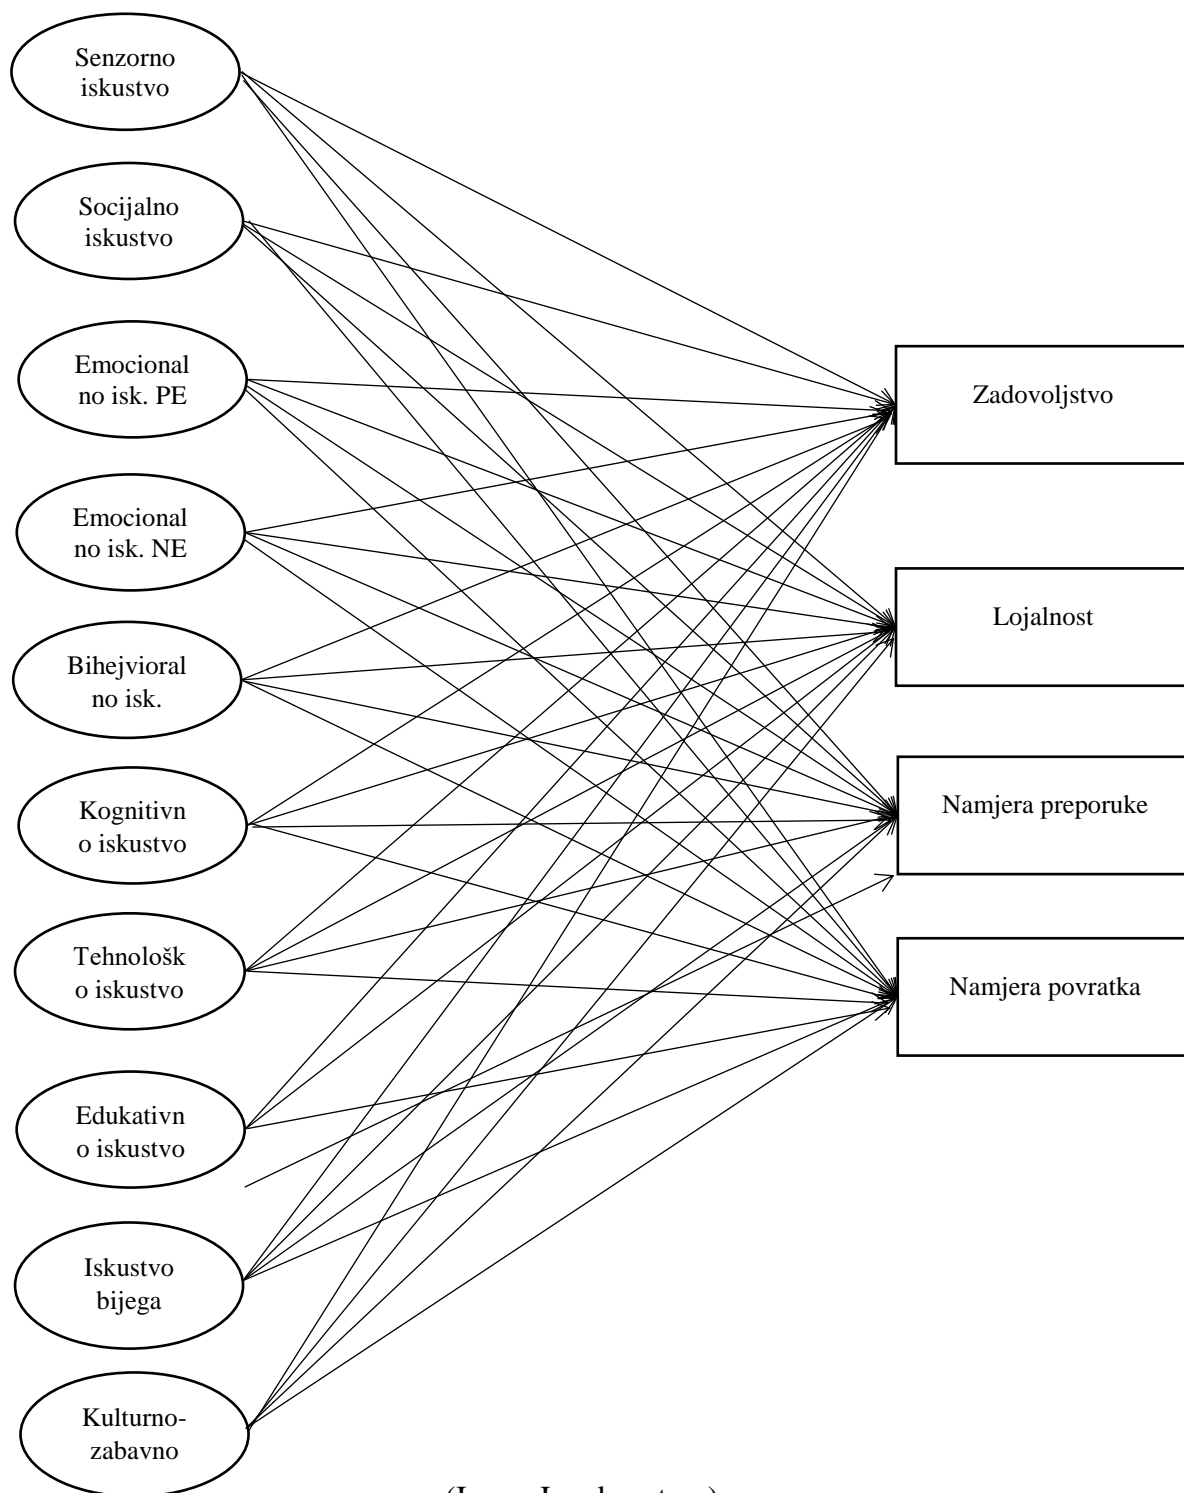 Senzorno
iskustvo
Socijalno
iskustvo
Emocional
no isk. PE
Emocional
no isk. NE
Bihejvioral
no isk.
Kognitivn
o iskustvo
Tehnološk
o iskustvo
Edukativn
o iskustvo
Iskustvo
bijega
Kulturno-
zabavno
Zadovoljstvo
Lojalnost
Namjera preporuke
Namjera povratka